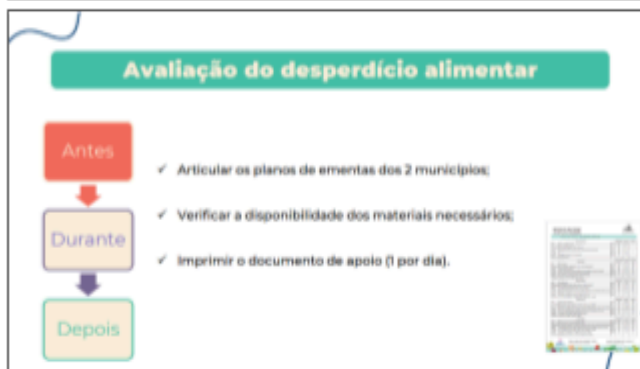 Avaliação do desperdício alimentar
Antes
Durante
Depois
✓ Articular os planos de ementas dos 2 municípios;
✓ Verificar a disponibilidade dos materiais necessários;
✓ Imprimir o documento de apoio (1 por dia).